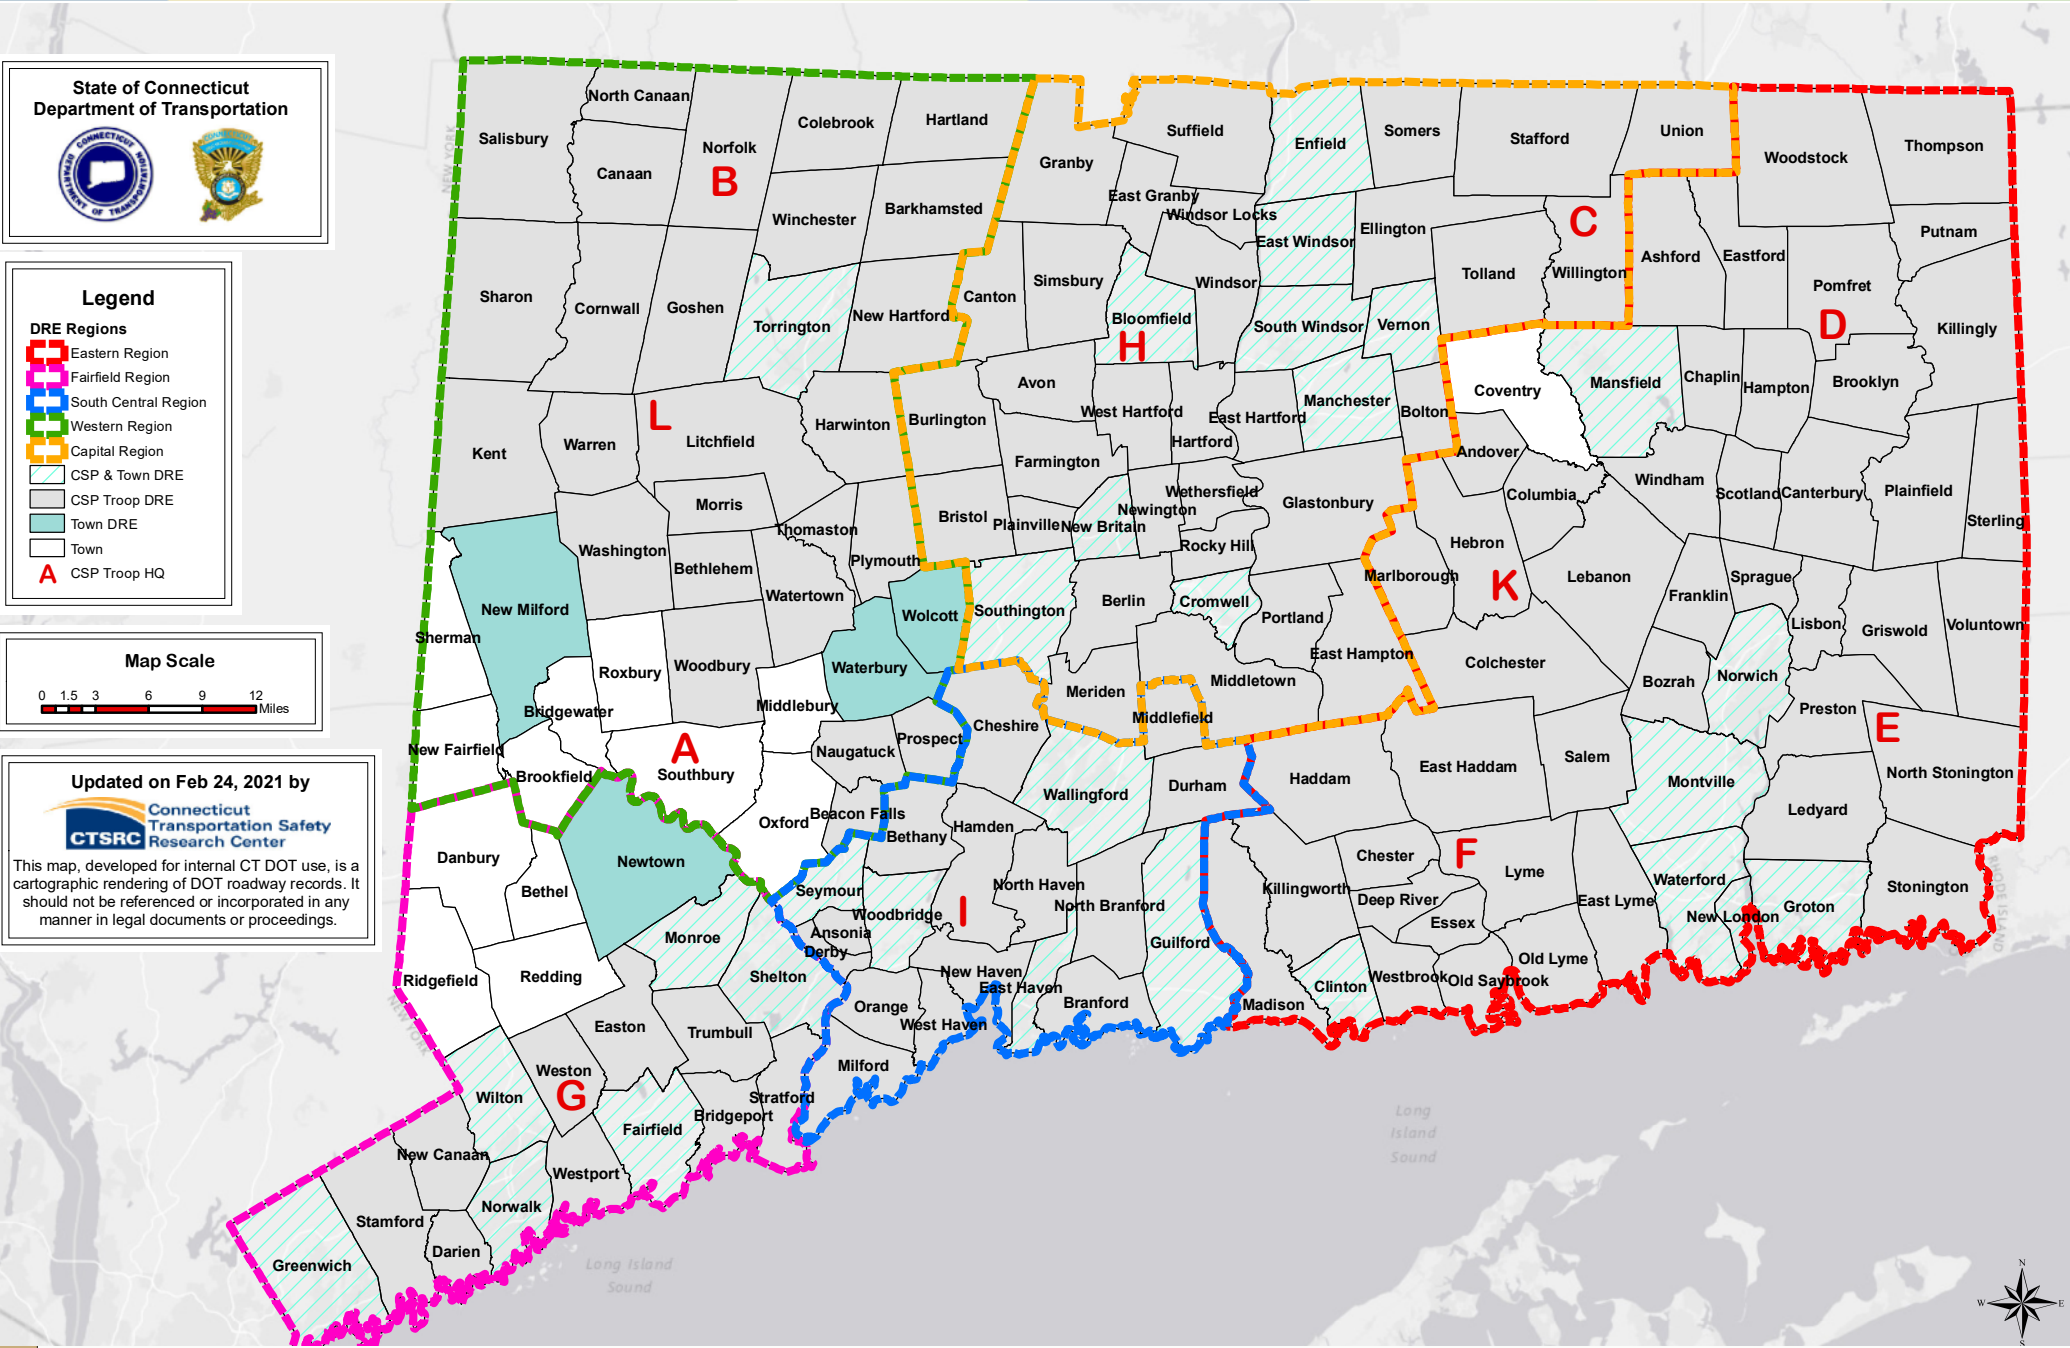 State of Connecticut
Department of Transportation
CONNECTICUT
DEPARTMENT OF TRANSPORTATION
Legend
DRE Regions
Eastern Region
Fairfield Region
South Central Region
Western Region
Capital Region
CSP & Town DRE
CSP Troop DRE
Town DRE
Town
A CSP Troop HQ
Map Scale
0 1.5 3 6 9 12
Miles
Updated on Feb 24, 2021 by
CTSRC
Connecticut
Transportation Safety
Research Center
This map, developed for internal CT DOT use, is a
cartographic rendering of DOT roadway records. It
should not be referenced or incorporated in any
manner in legal documents or proceedings.
NEW YORK
Salisbury
North Canaan
Canaan
Norfolk
B
Colebrook
Hartland
Winchester
Barkhamsted
Sharon
Cornwall
Goshen
Torrington
New Hartford
Kent
Warren
L
Litchfield
Harwinton
Morris
Thomaston
Plymouth
Washington
Bethlehem
Watertown
New Milford
Sherman
Roxbury
Woodbury
Wolcott
Waterbury
Middlebury
Bridgewater
New Fairfield
Brookfield
A
Southbury
Naugatuck
Prospect
Oxford
Beacon Falls
Granby
Suffield
Enfield
Somers
Stafford
Union
East Granby
Windsor Locks
East Windsor
Ellington
C
Tolland
Willington
Canton
Simsbury
Windsor
Bloomfield
H
South Windsor
Vernon
Avon
Burlington
West Hartford
Hartford
East Hartford
Manchester
Bolton
Farmington
Bristol
Plainville
New Britain
Newington
Wethersfield
Glastonbury
Rocky Hill
Southington
Berlin
Cromwell
Portland
East Hampton
Marlborough
Meriden
Middletown
Middlefield
Woodstock
Thompson
Putnam
Ashford
Eastford
Pomfret
D
Killingly
Coventry
Mansfield
Chaplin
Hampton
Brooklyn
Andover
Columbia
Windham
Scotland
Canterbury
Plainfield
Sterling
Hebron
K
Lebanon
Franklin
Sprague
Lisbon
Griswold
Voluntown
Colchester
Bozrah
Norwich
Preston
E
North Stonington
Haddam
East Haddam
Salem
Montville
Ledyard
Chester
F
Lyme
Killingworth
Deep River
Essex
East Lyme
Waterford
New London
Groton
Stonington
Clinton
Westbrook
Old Saybrook
Old Lyme
Madison
Cheshire
Wallingford
Durham
Hamden
Bethany
Seymour
Woodbridge
I
North Haven
North Branford
Guilford
Ansonia
Derby
New Haven
East Haven
Branford
Orange
West Haven
Milford
Danbury
Bethel
Newtown
Monroe
Shelton
Ridgefield
Redding
Easton
Trumbull
Weston
G
Wilton
Fairfield
Bridgeport
Stratford
New Canaan
Norwalk
Westport
Stamford
Darien
Greenwich
NEW YORK
RHODE ISLAND
Long
Island
Sound
Long Island
Sound
N
W E
S